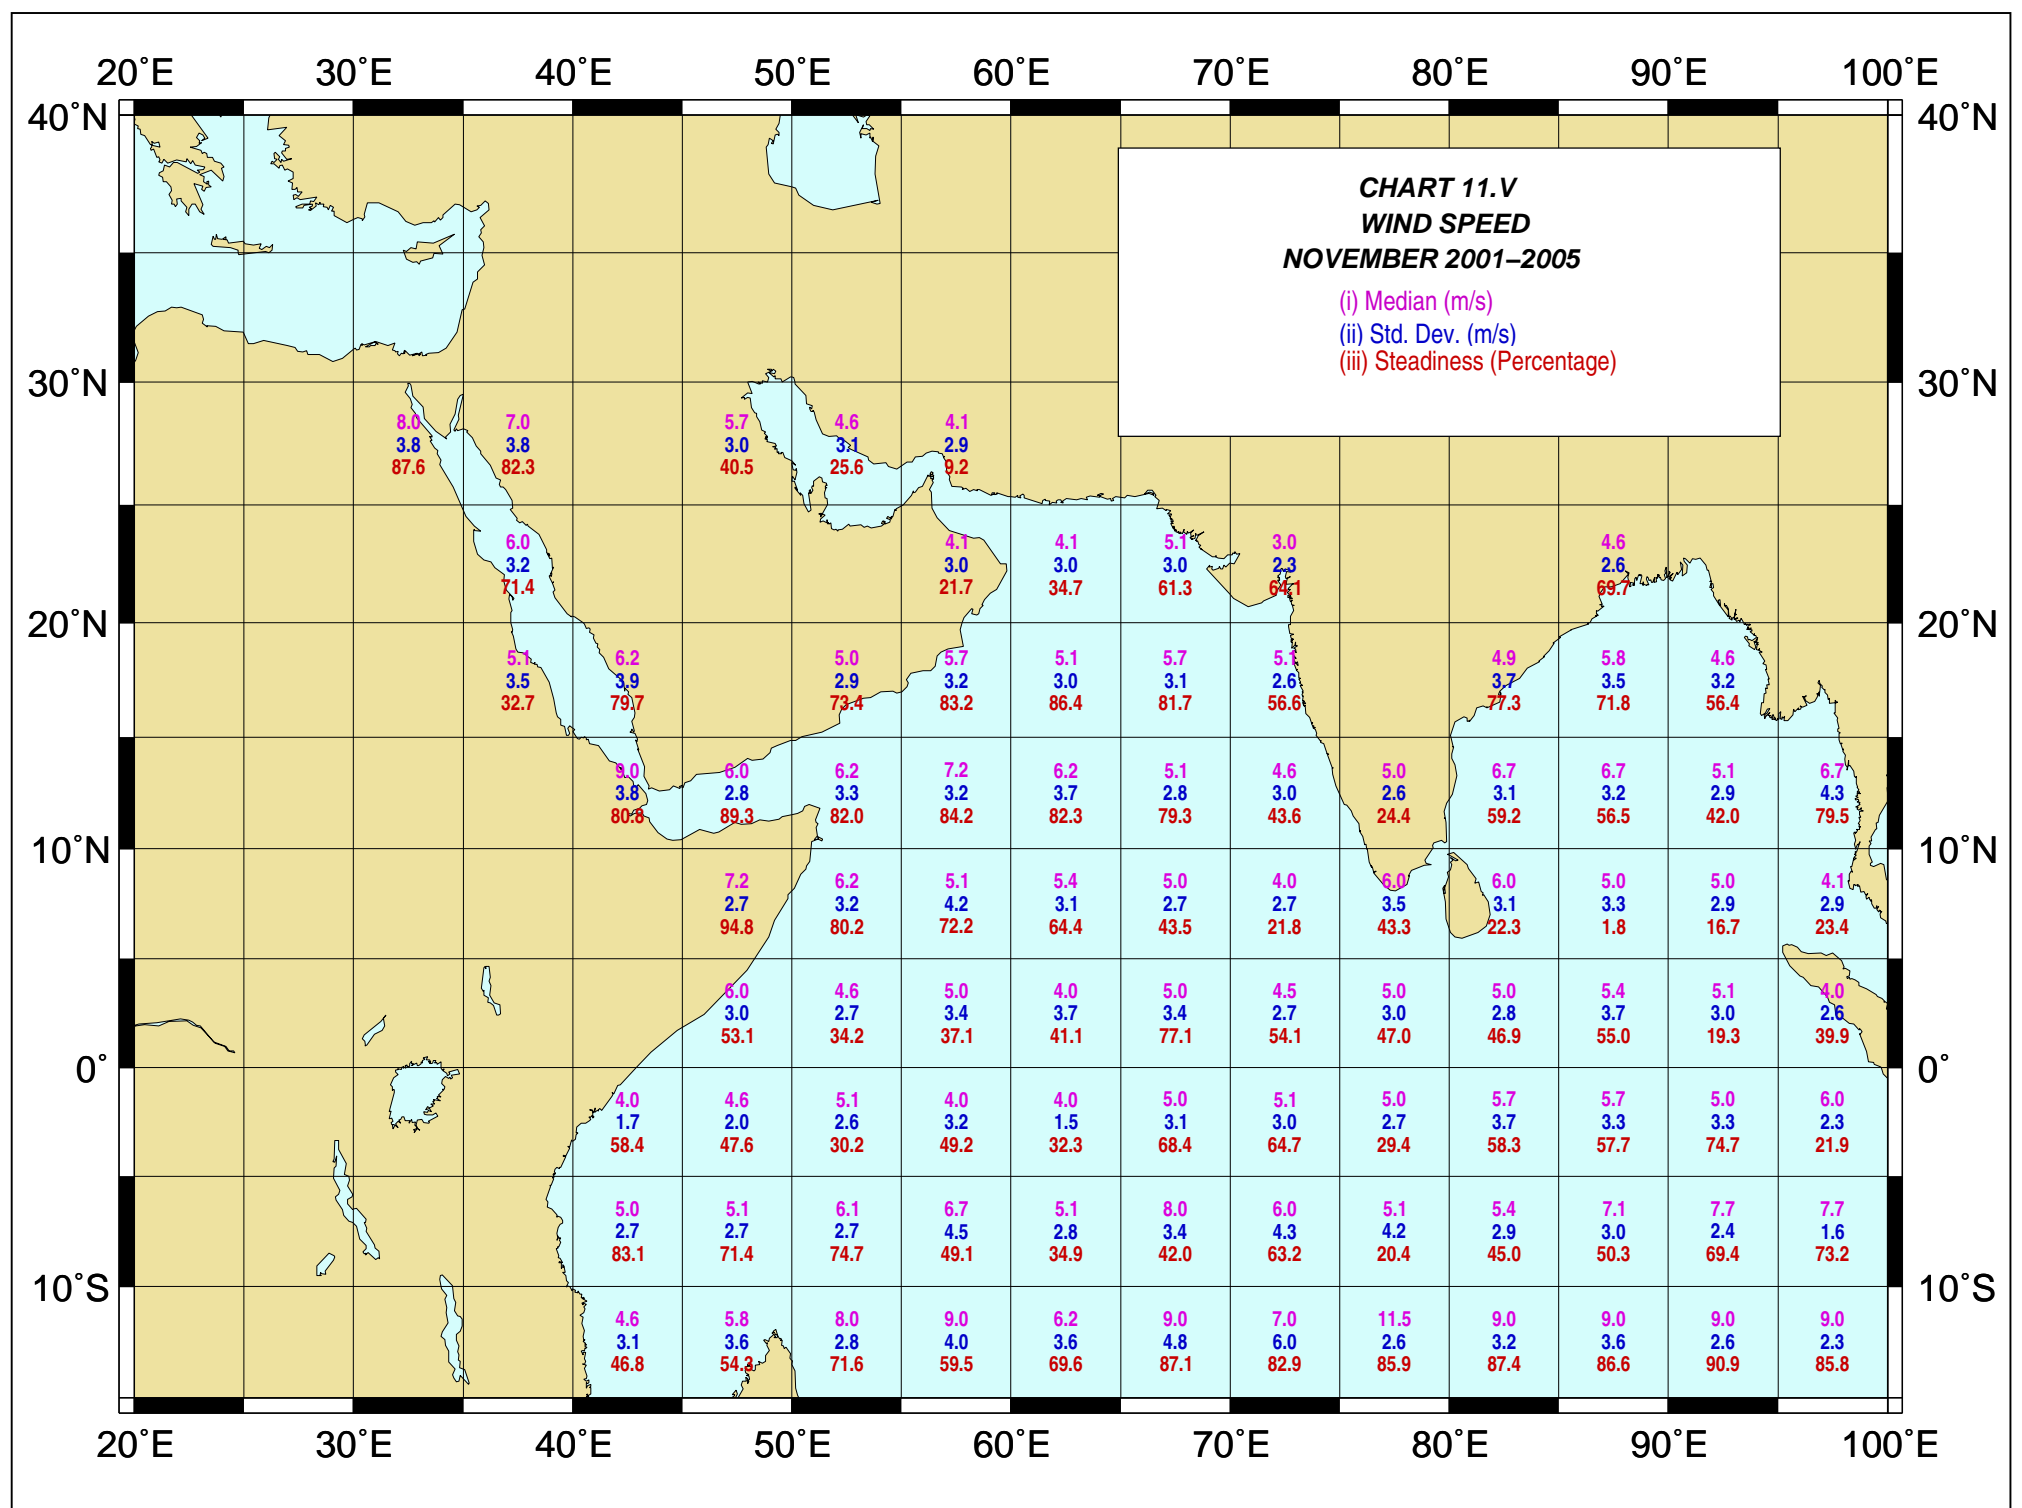 20˚E 30˚E 40˚E 50˚E 60˚E 70˚E 80˚E 90˚E 100˚E
40˚N 40˚N
CHART 11.V
WIND SPEED
NOVEMBER 2001–2005
(i) Median (m/s)
(ii) Std. Dev. (m/s)
(iii) Steadiness (Percentage)
30˚N 30˚N
8.0 7.0 5.7 4.6 4.1
3.8 3.8 3.0 3.1 2.9
87.6 82.3 40.5 25.6 9.2
6.0 4.1 4.1 5.1 3.0 4.6
3.2 3.0 3.0 3.0 2.3 2.6
71.4 21.7 34.7 61.3 64.1 69.7
20˚N 20˚N
5.1 6.2 5.0 5.7 5.1 5.7 5.1 4.9 5.8 4.6
3.5 3.9 2.9 3.2 3.0 3.1 2.6 3.7 3.5 3.2
32.7 79.7 73.4 83.2 86.4 81.7 56.6 77.3 71.8 56.4
9.0 6.0 6.2 7.2 6.2 5.1 4.6 5.0 6.7 6.7 5.1 6.7
3.8 2.8 3.3 3.2 3.7 2.8 3.0 2.6 3.1 3.2 2.9 4.3
80.8 89.3 82.0 84.2 82.3 79.3 43.6 24.4 59.2 56.5 42.0 79.5
10˚N 10˚N
7.2 6.2 5.1 5.4 5.0 4.0 6.0 6.0 5.0 5.0 4.1
2.7 3.2 4.2 3.1 2.7 2.7 3.5 3.1 3.3 2.9 2.9
94.8 80.2 72.2 64.4 43.5 21.8 43.3 22.3 1.8 16.7 23.4
6.0 4.6 5.0 4.0 5.0 4.5 5.0 5.0 5.4 5.1 4.0
3.0 2.7 3.4 3.7 3.4 2.7 3.0 2.8 3.7 3.0 2.6
53.1 34.2 37.1 41.1 77.1 54.1 47.0 46.9 55.0 19.3 39.9
0˚ 0˚
4.0 4.6 5.1 4.0 4.0 5.0 5.1 5.0 5.7 5.7 5.0 6.0
1.7 2.0 2.6 3.2 1.5 3.1 3.0 2.7 3.7 3.3 3.3 2.3
58.4 47.6 30.2 49.2 32.3 68.4 64.7 29.4 58.3 57.7 74.7 21.9
5.0 5.1 6.1 6.7 5.1 8.0 6.0 5.1 5.4 7.1 7.7 7.7
2.7 2.7 2.7 4.5 2.8 3.4 4.3 4.2 2.9 3.0 2.4 1.6
83.1 71.4 74.7 49.1 34.9 42.0 63.2 20.4 45.0 50.3 69.4 73.2
10˚S 10˚S
4.6 5.8 8.0 9.0 6.2 9.0 7.0 11.5 9.0 9.0 9.0 9.0
3.1 3.6 2.8 4.0 3.6 4.8 6.0 2.6 3.2 3.6 2.6 2.3
46.8 71.6 59.5 69.6 87.1 82.9 85.9 87.4 86.6 90.9 85.8
20˚E 30˚E 40˚E 50˚E 60˚E 70˚E 80˚E 90˚E 100˚E